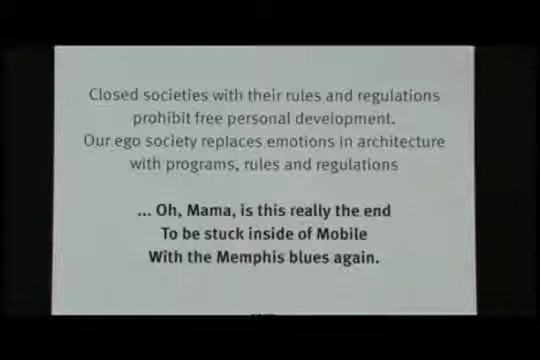 Closed societies with their rules and regulations
prohibit free personal development.
Our ego society replaces emotions in architecture
with programs, rules and regulations
... Oh, Mama, is this really the end
To be stuck inside of Mobile
With the Memphis blues again.